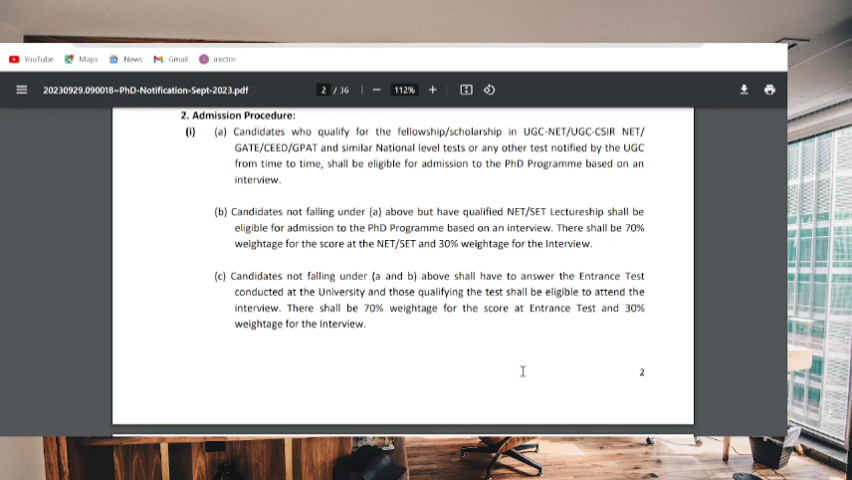 YouTube Maps News Gmail irector
20230929.090018~PhD-Notification-Sept-2023.pdf 2 / 36 112%
2. Admission Procedure:
(i) (a) Candidates who qualify for the fellowship/scholarship in UGC-NET/UGC-CSIR NET/
GATE/CEED/GPAT and similar National level tests or any other test notified by the UGC
from time to time, shall be eligible for admission to the PhD Programme based on an
interview.
(b) Candidates not falling under (a) above but have qualified NET/SET Lectureship shall be
eligible for admission to the PhD Programme based on an interview. There shall be 70%
weightage for the score at the NET/SET and 30% weightage for the Interview.
(c) Candidates not falling under (a and b) above shall have to answer the Entrance Test
conducted at the University and those qualifying the test shall be eligible to attend the
interview. There shall be 70% weightage for the score at Entrance Test and 30%
weightage for the Interview.
2